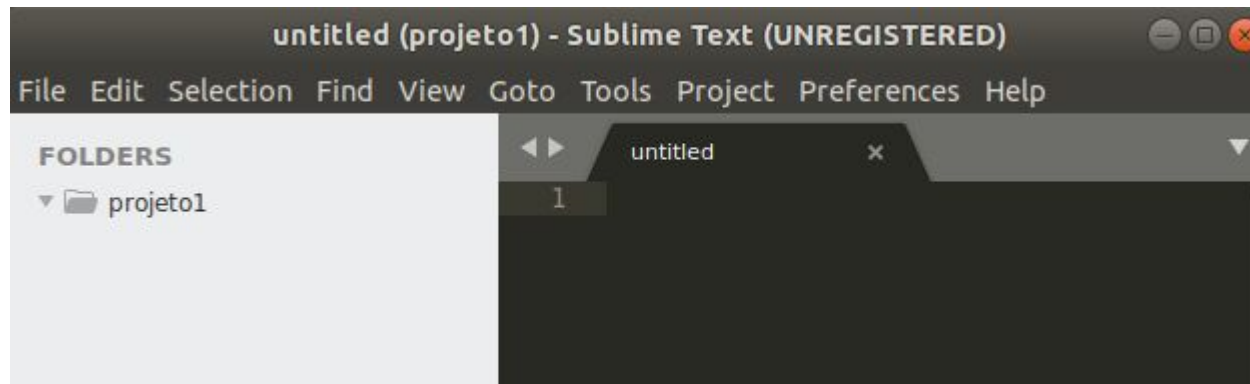 untitled (projeto1) - Sublime Text (UNREGISTERED)
File Edit Selection Find View Goto Tools Project Preferences Help
FOLDERS
projeto1
untitled
1